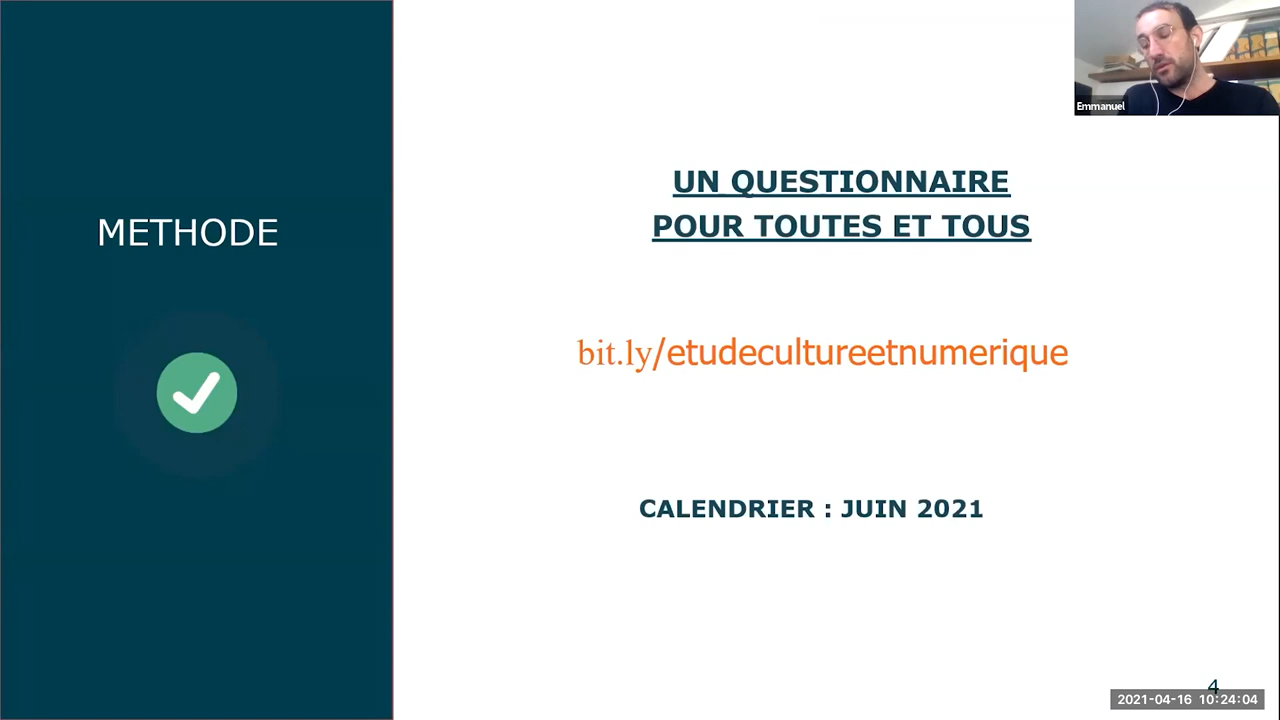 Emmanuel
METHODE
UN QUESTIONNAIRE
POUR TOUTES ET TOUS
bit.ly/etudecultureetnumerique
CALENDRIER : JUIN 2021
4
2021-04-16 10:24:04